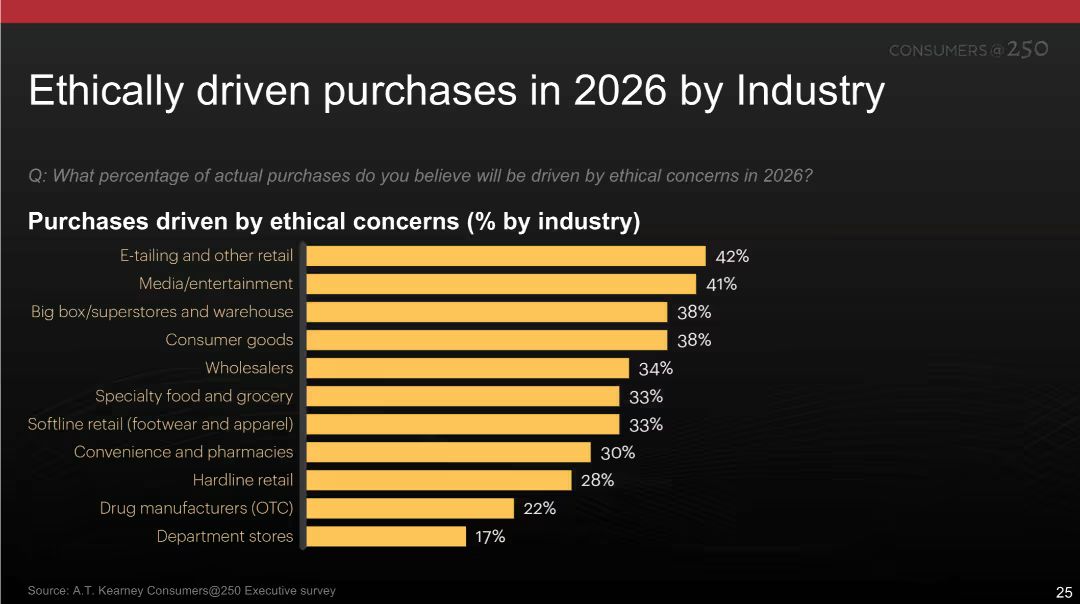 CONSUMERS@250
Ethically driven purchases in 2026 by Industry
Q: What percentage of actual purchases do you believe will be driven by ethical concerns in 2026?
Purchases driven by ethical concerns (% by industry)
E-tailing and other retail 42%
Media/entertainment 41%
Big box/superstores and warehouse 38%
Consumer goods 38%
Wholesalers 34%
Specialty food and grocery 33%
Softline retail (footwear and apparel) 33%
Convenience and pharmacies 30%
Hardline retail 28%
Drug manufacturers (OTC) 22%
Department stores 17%
Source: A.T. Kearney Consumers@250 Executive survey
25